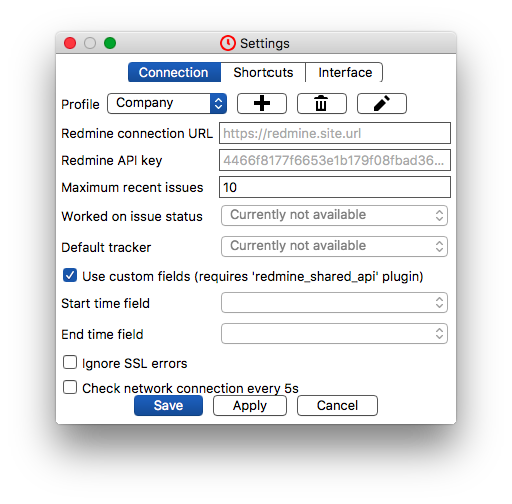 Settings
Connection Shortcuts Interface
Profile Company
Redmine connection URL https://redmine.site.url
Redmine API key 4466f8177f6653e1b179f08fbad36...
Maximum recent issues 10
Worked on issue status Currently not available
Default tracker Currently not available
Use custom fields (requires 'redmine_shared_api' plugin)
Start time field
End time field
Ignore SSL errors
Check network connection every 5s
Save Apply Cancel